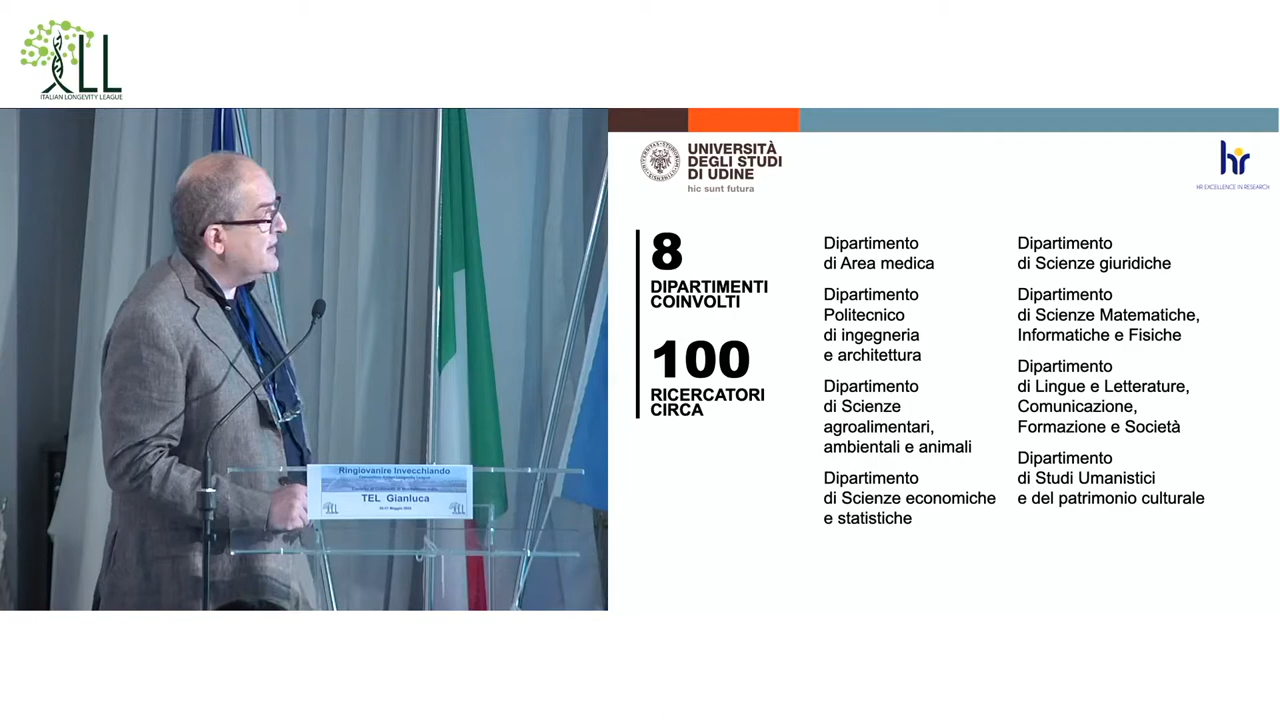 LL
ITALIAN LONGEVITY LEAGUE
Ringiovanire Invecchiando
TEL Gianluca
UNIVERSITÀ
DEGLI STUDI
DI UDINE
hic sunt futura
hr
HR EXCELLENCE IN RESEARCH
8
DIPARTIMENTI
COINVOLTI
100
RICERCATORI
CIRCA
Dipartimento
di Area medica
Dipartimento
Politecnico
di ingegneria
e architettura
Dipartimento
di Scienze
agroalimentari,
ambientali e animali
Dipartimento
di Scienze economiche
e statistiche
Dipartimento
di Scienze giuridiche
Dipartimento
di Scienze Matematiche,
Informatiche e Fisiche
Dipartimento
di Lingue e Letterature,
Comunicazione,
Formazione e Società
Dipartimento
di Studi Umanistici
e del patrimonio culturale